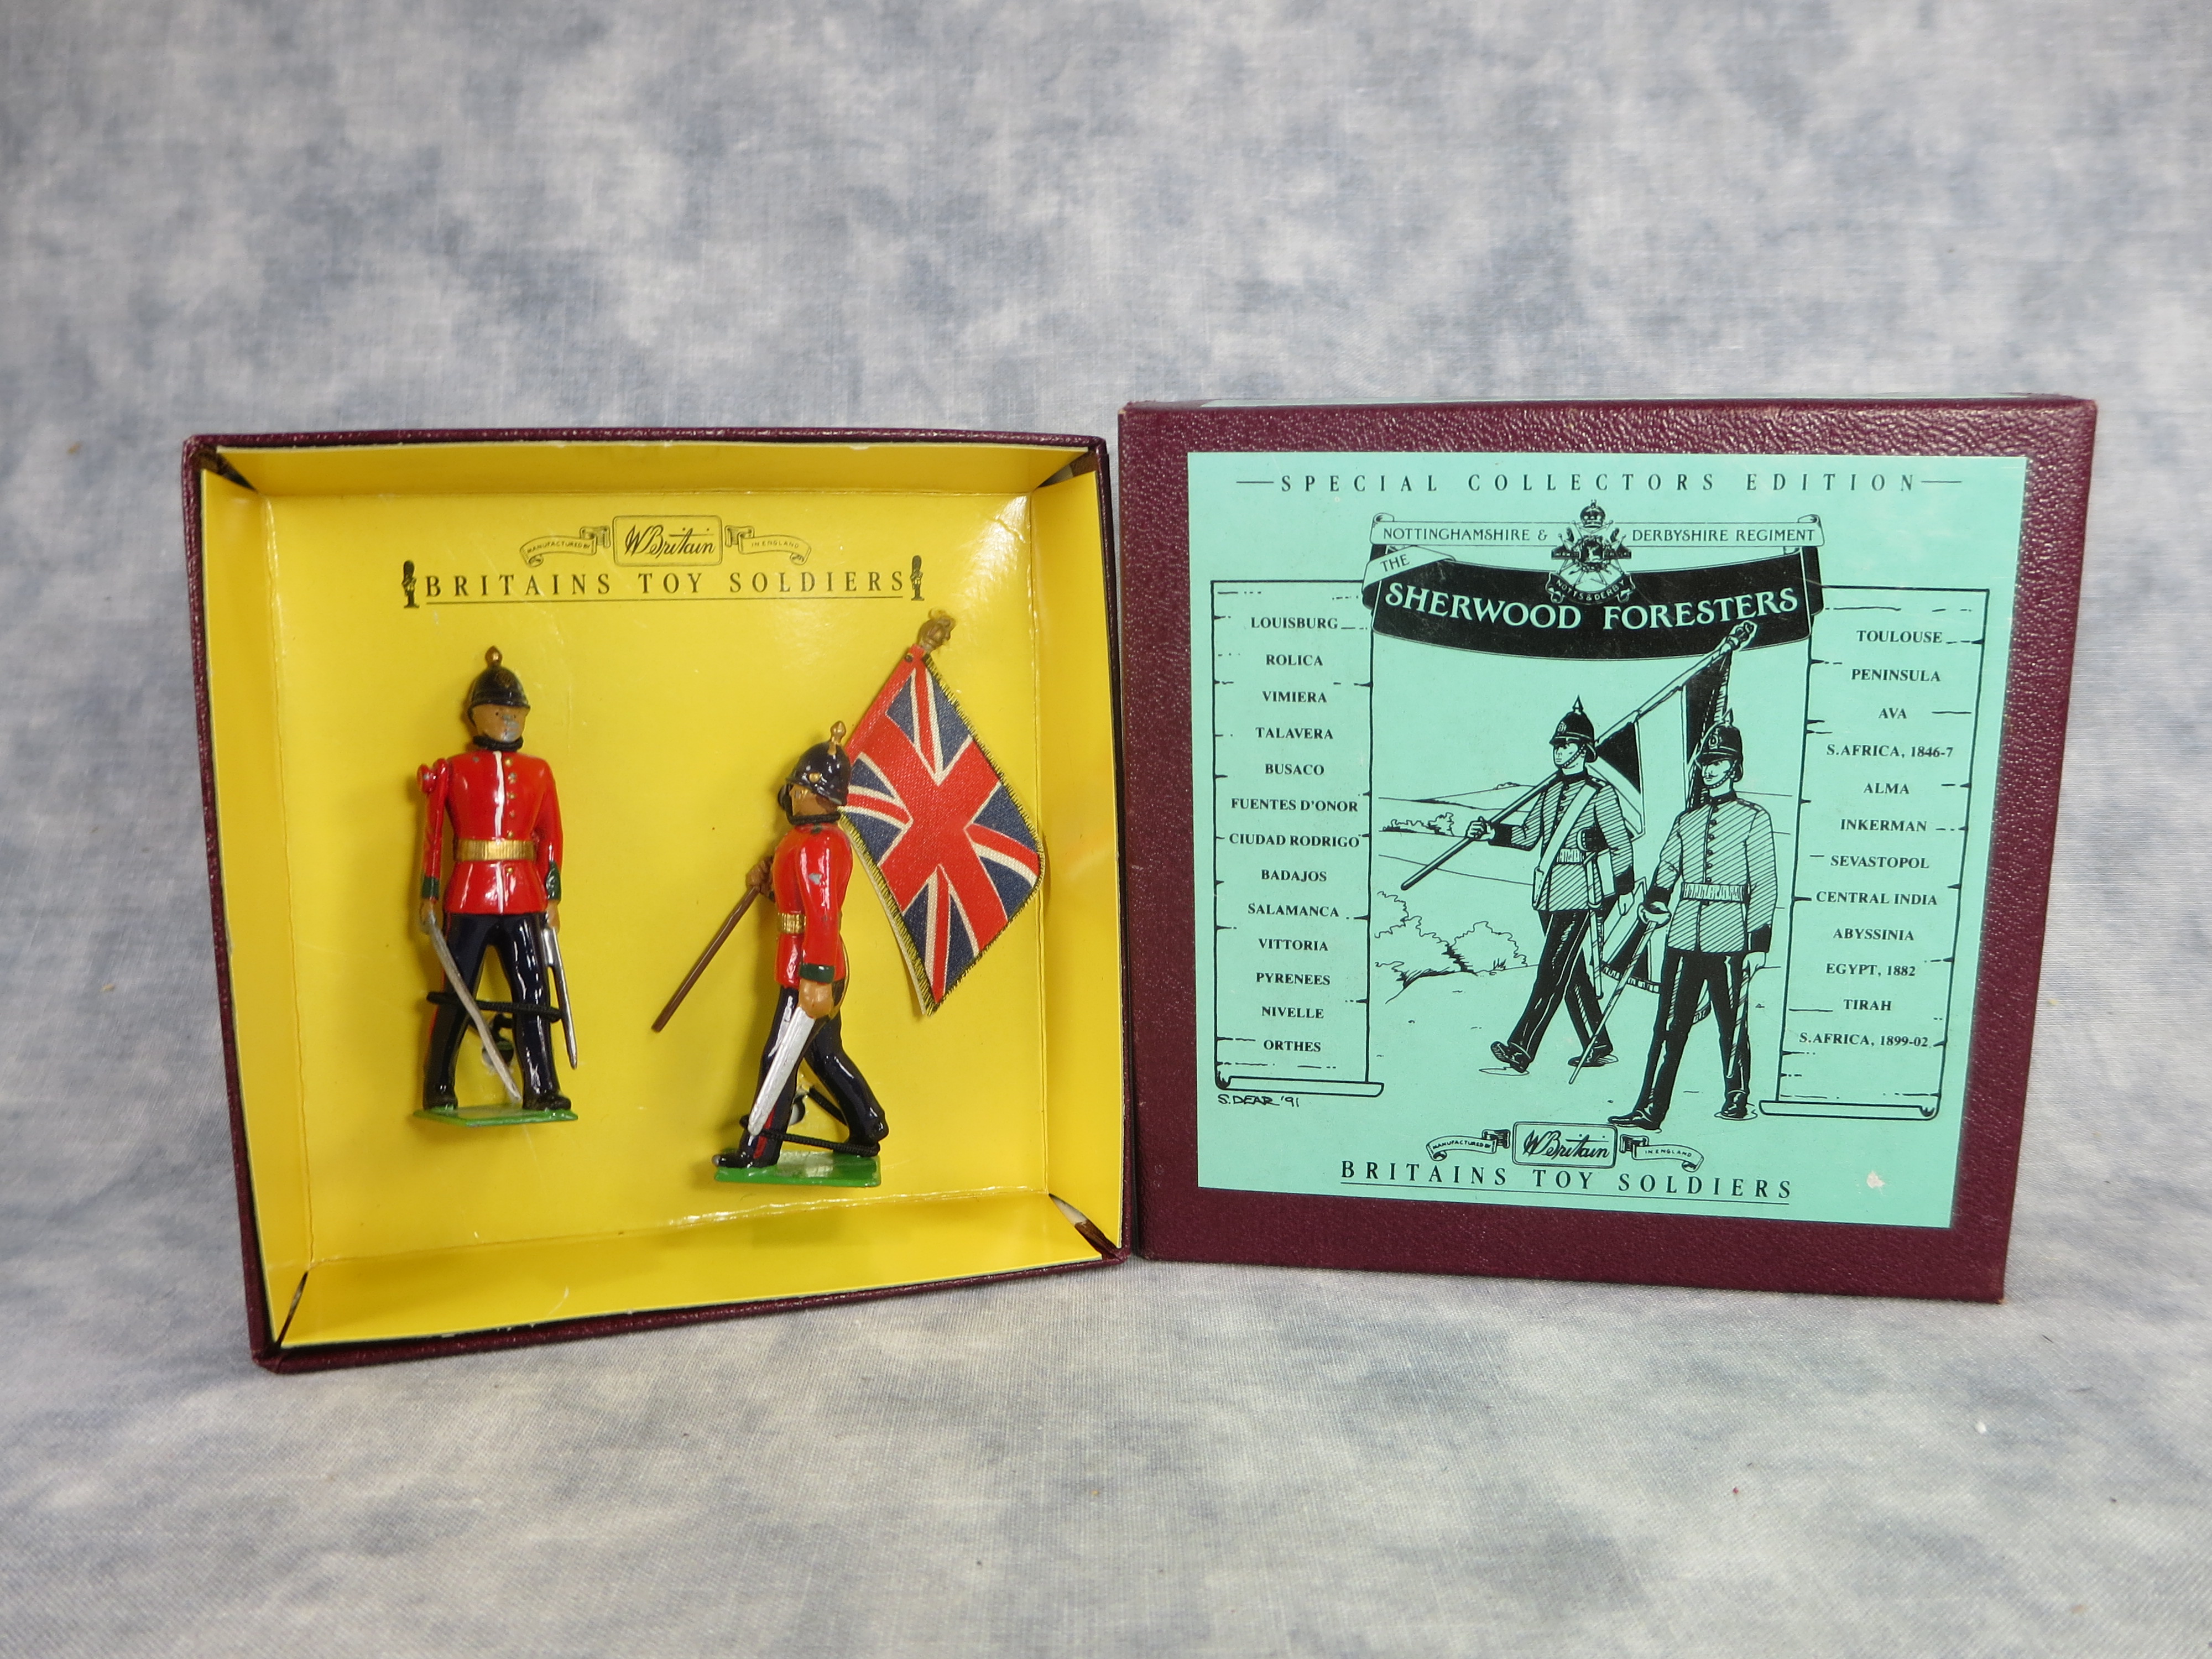 MANUFACTURED BY W Britain IN ENGLAND
BRITAINS TOY SOLDIERS
SPECIAL COLLECTORS EDITION
NOTTINGHAMSHIRE & DERBYSHIRE REGIMENT
THE
NOTTS & DERBY
SHERWOOD FORESTERS
LOUISBURG
ROLICA
VIMIERA
TALAVERA
BUSACO
FUENTES D'ONOR
CIUDAD RODRIGO
BADAJOS
SALAMANCA
VITTORIA
PYRENEES
NIVELLE
ORTHES
TOULOUSE
PENINSULA
AVA
S.AFRICA, 1846-7
ALMA
INKERMAN
SEVASTOPOL
CENTRAL INDIA
ABYSSINIA
EGYPT, 1882
TIRAH
S.AFRICA, 1899-02
S.DEAR '91
MANUFACTURED BY W Britain IN ENGLAND
BRITAINS TOY SOLDIERS